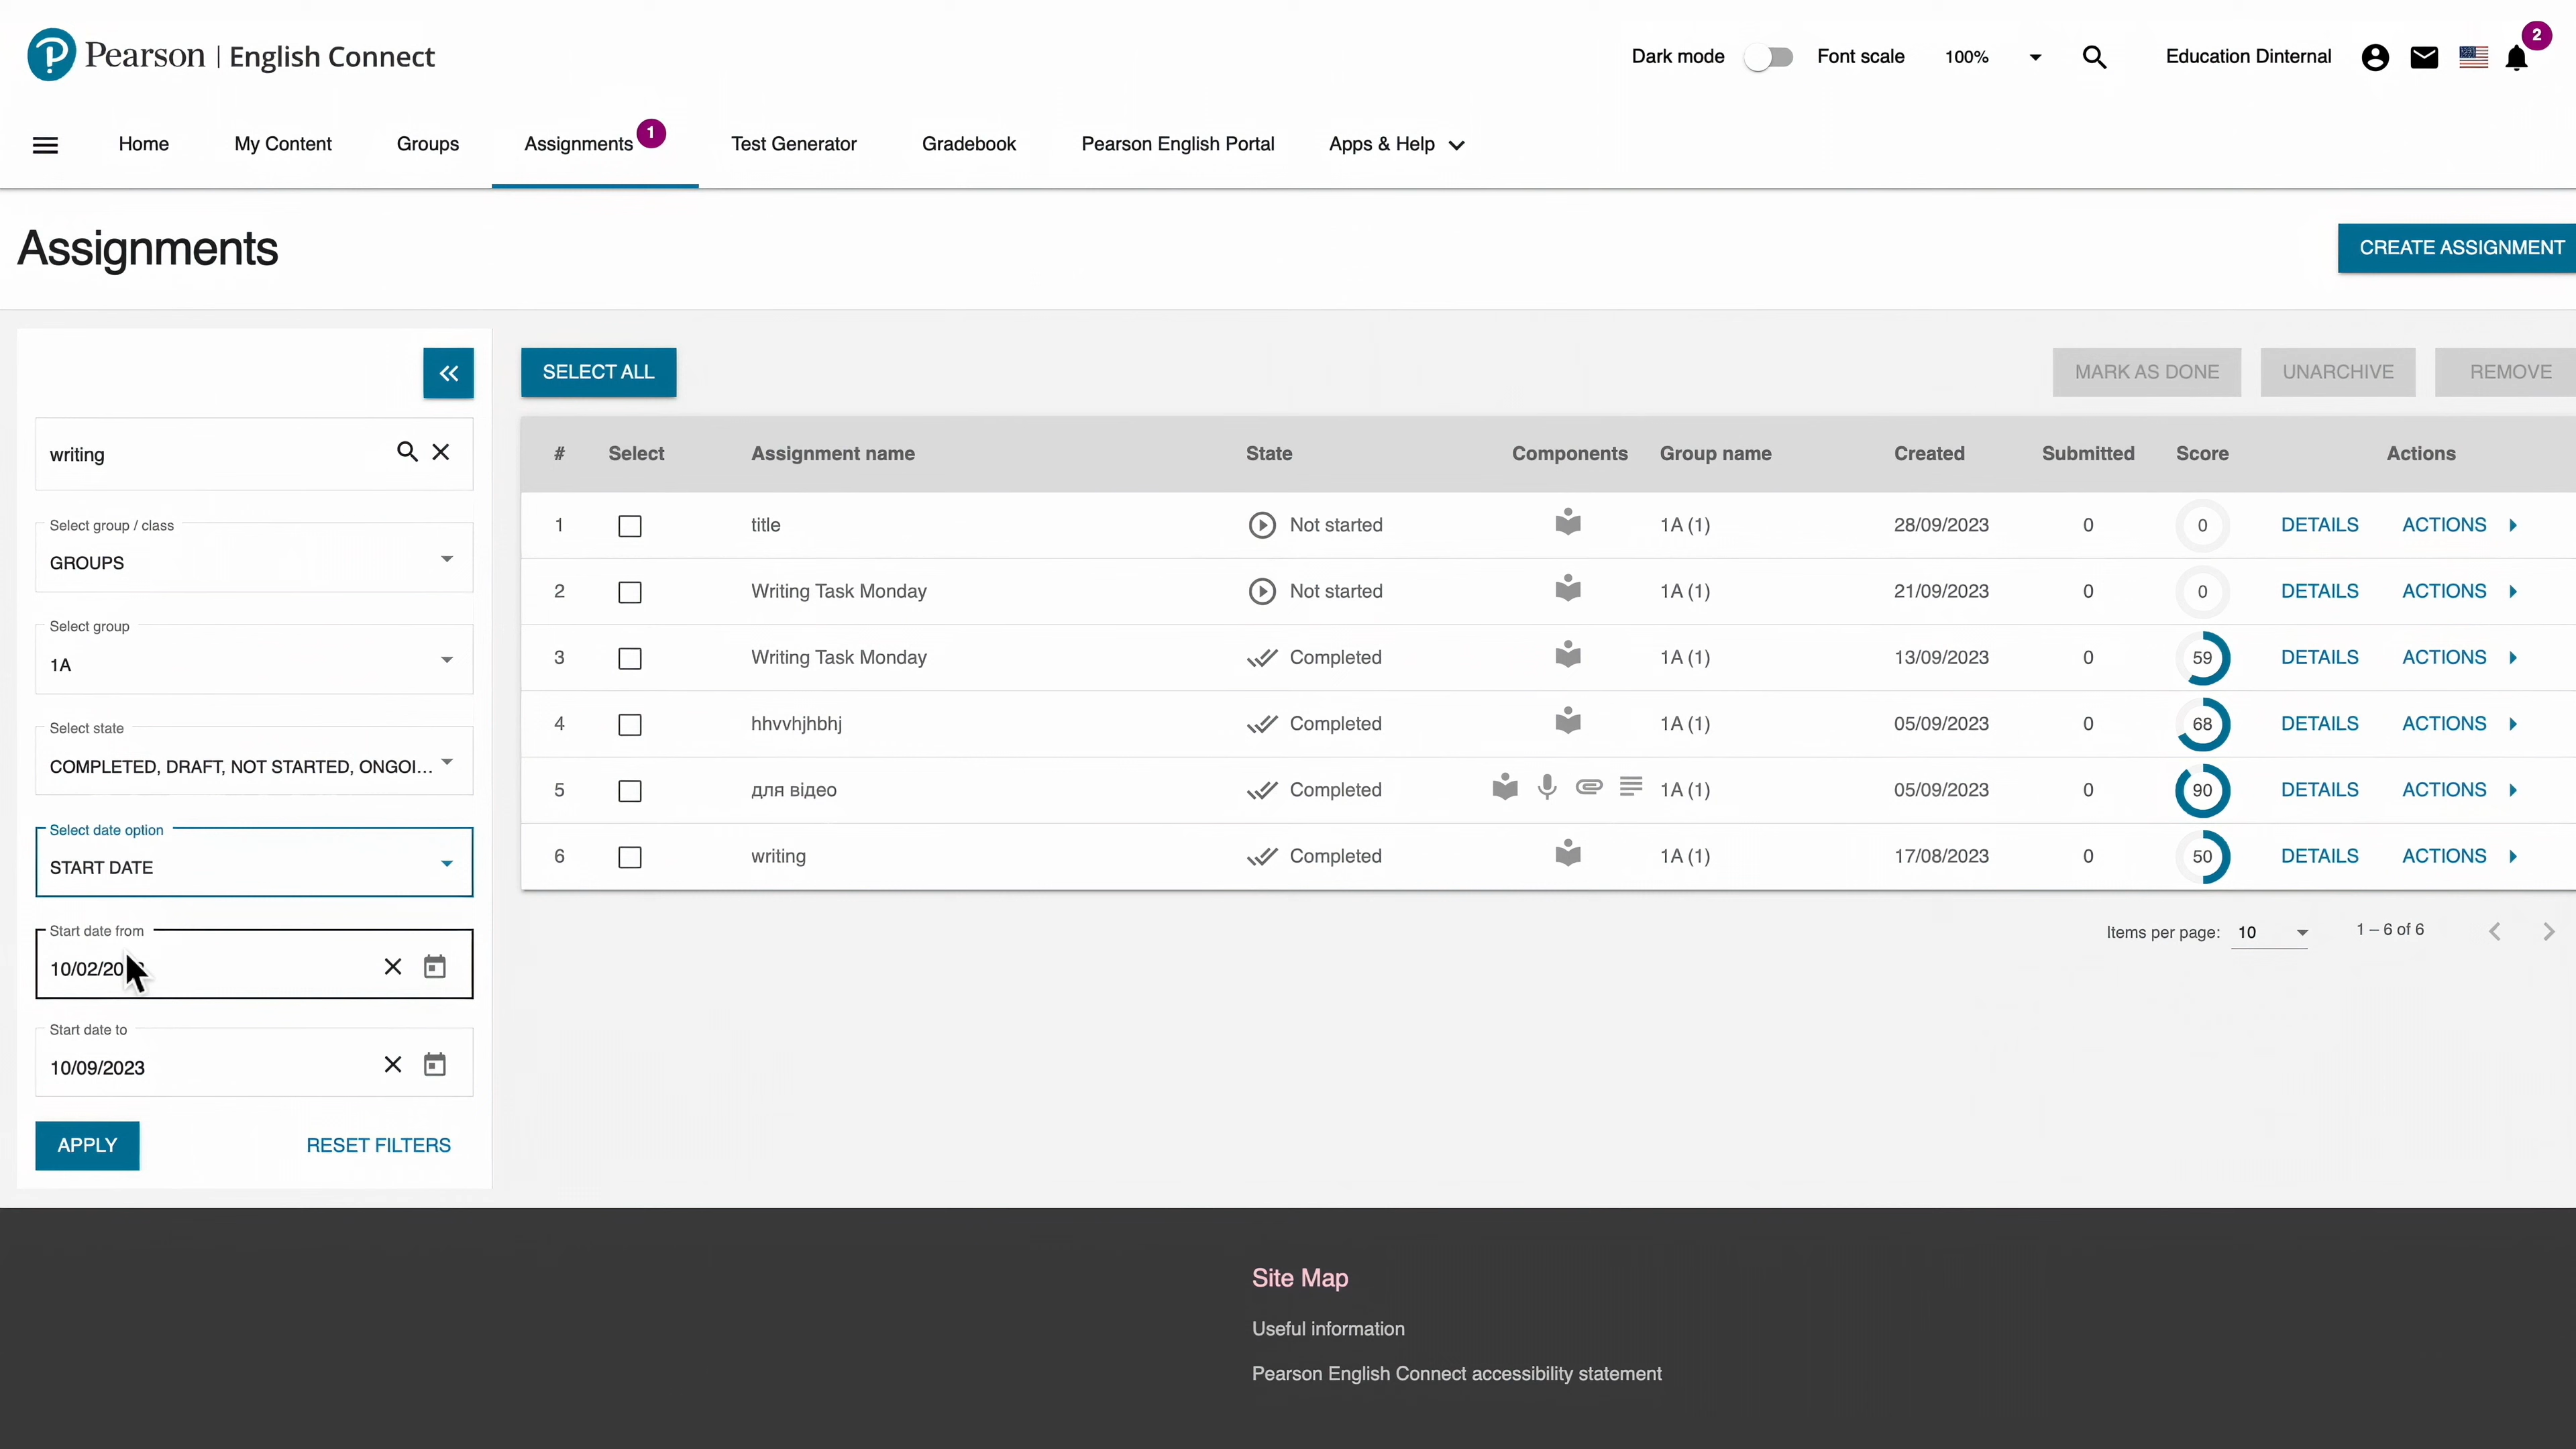 Pearson | English Connect
Dark mode Font scale 100% Education Dinternal 2
Home My Content Groups Assignments 1 Test Generator Gradebook Pearson English Portal Apps & Help
Assignments
CREATE ASSIGNMENT
SELECT ALL MARK AS DONE UNARCHIVE REMOVE
writing
Select group / class
GROUPS
Select group
1A
Select state
COMPLETED, DRAFT, NOT STARTED, ONGOI...
Select date option
START DATE
Start date from
10/02/20
Start date to
10/09/2023
APPLY RESET FILTERS
# Select Assignment name State Components Group name Created Submitted Score Actions
1 title Not started 1A (1) 28/09/2023 0 0 DETAILS ACTIONS
2 Writing Task Monday Not started 1A (1) 21/09/2023 0 0 DETAILS ACTIONS
3 Writing Task Monday Completed 1A (1) 13/09/2023 0 59 DETAILS ACTIONS
4 hhvvhjhbhj Completed 1A (1) 05/09/2023 0 68 DETAILS ACTIONS
5 для відео Completed 1A (1) 05/09/2023 0 90 DETAILS ACTIONS
6 writing Completed 1A (1) 17/08/2023 0 50 DETAILS ACTIONS
Items per page: 10 1 – 6 of 6
Site Map
Useful information
Pearson English Connect accessibility statement